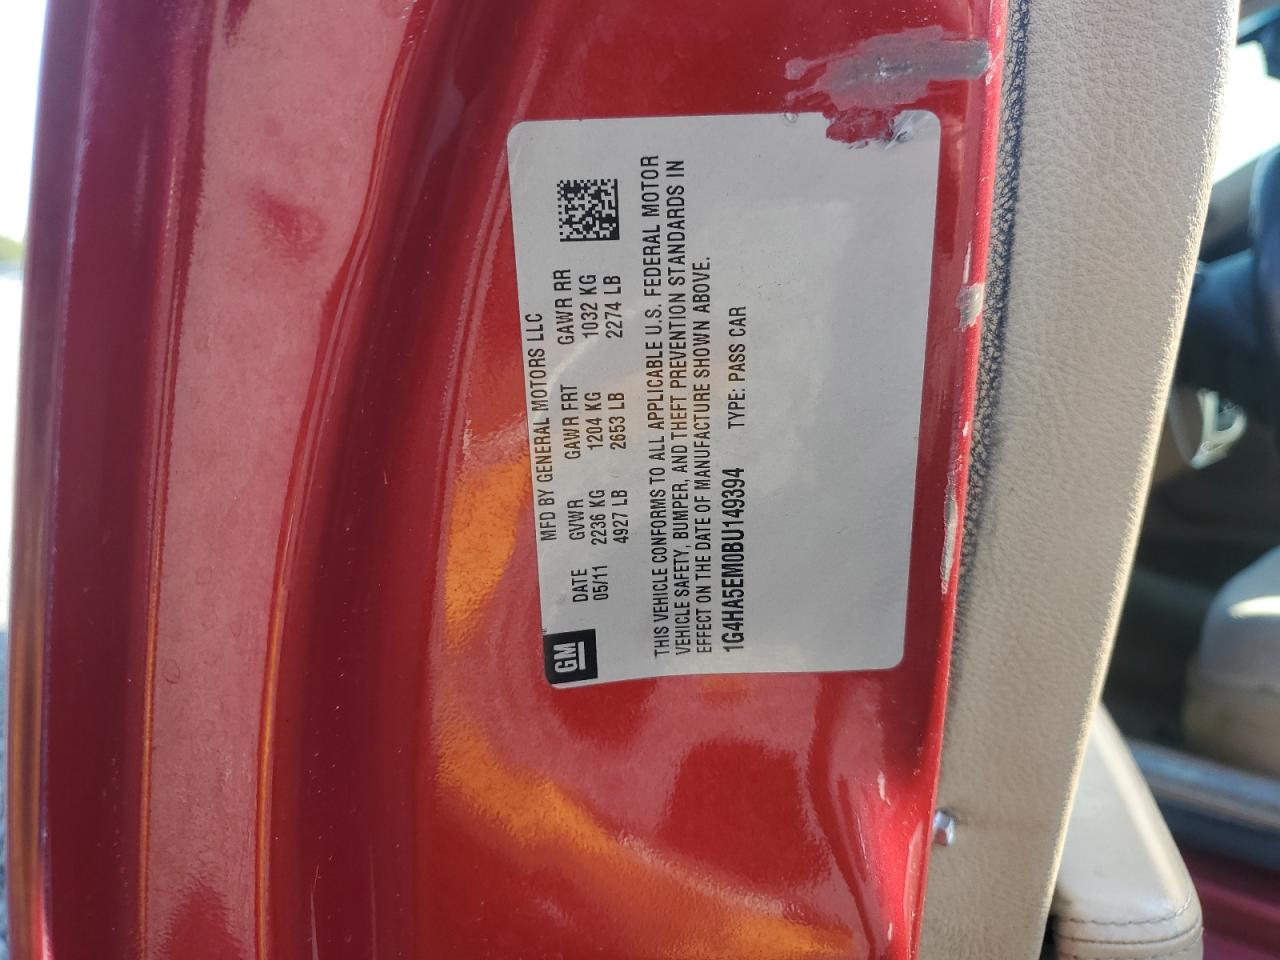 GM
MFD BY GENERAL MOTORS LLC
DATE GVWR GAWR FRT GAWR RR
05/11 2236 KG 1204 KG 1032 KG
4927 LB 2653 LB 2274 LB
THIS VEHICLE CONFORMS TO ALL APPLICABLE U.S. FEDERAL MOTOR
VEHICLE SAFETY, BUMPER, AND THEFT PREVENTION STANDARDS IN
EFFECT ON THE DATE OF MANUFACTURE SHOWN ABOVE.
1G4HA5EM0BU149394 TYPE: PASS CAR